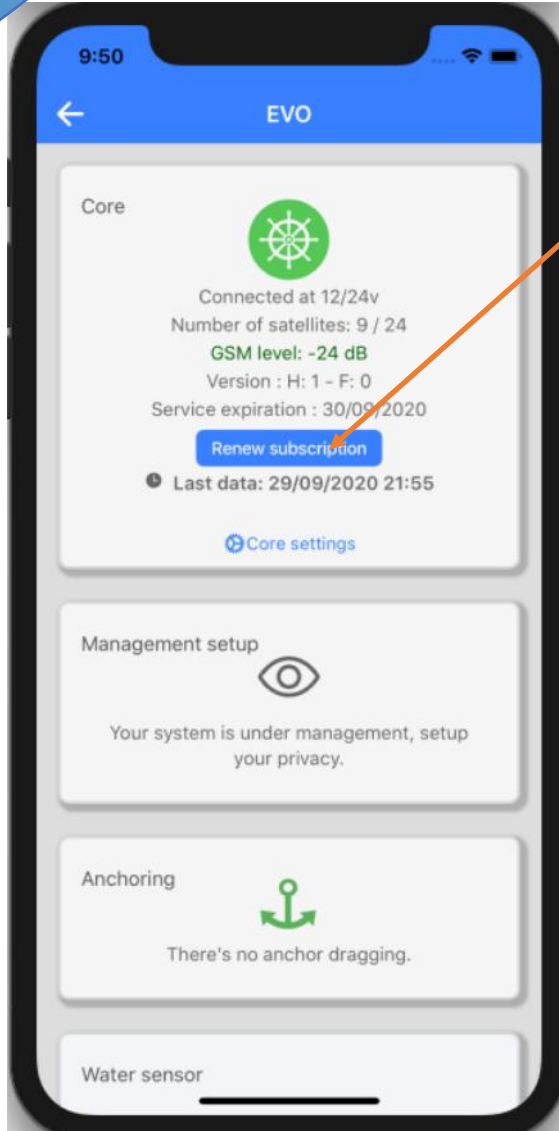 9:50
EVO
Core
Connected at 12/24v
Number of satellites: 9 / 24
GSM level: -24 dB
Version : H: 1 - F: 0
Service expiration : 30/09/2020
Renew subscription
Last data: 29/09/2020 21:55
Core settings
Management setup
Your system is under management, setup
your privacy.
Anchoring
There's no anchor dragging.
Water sensor